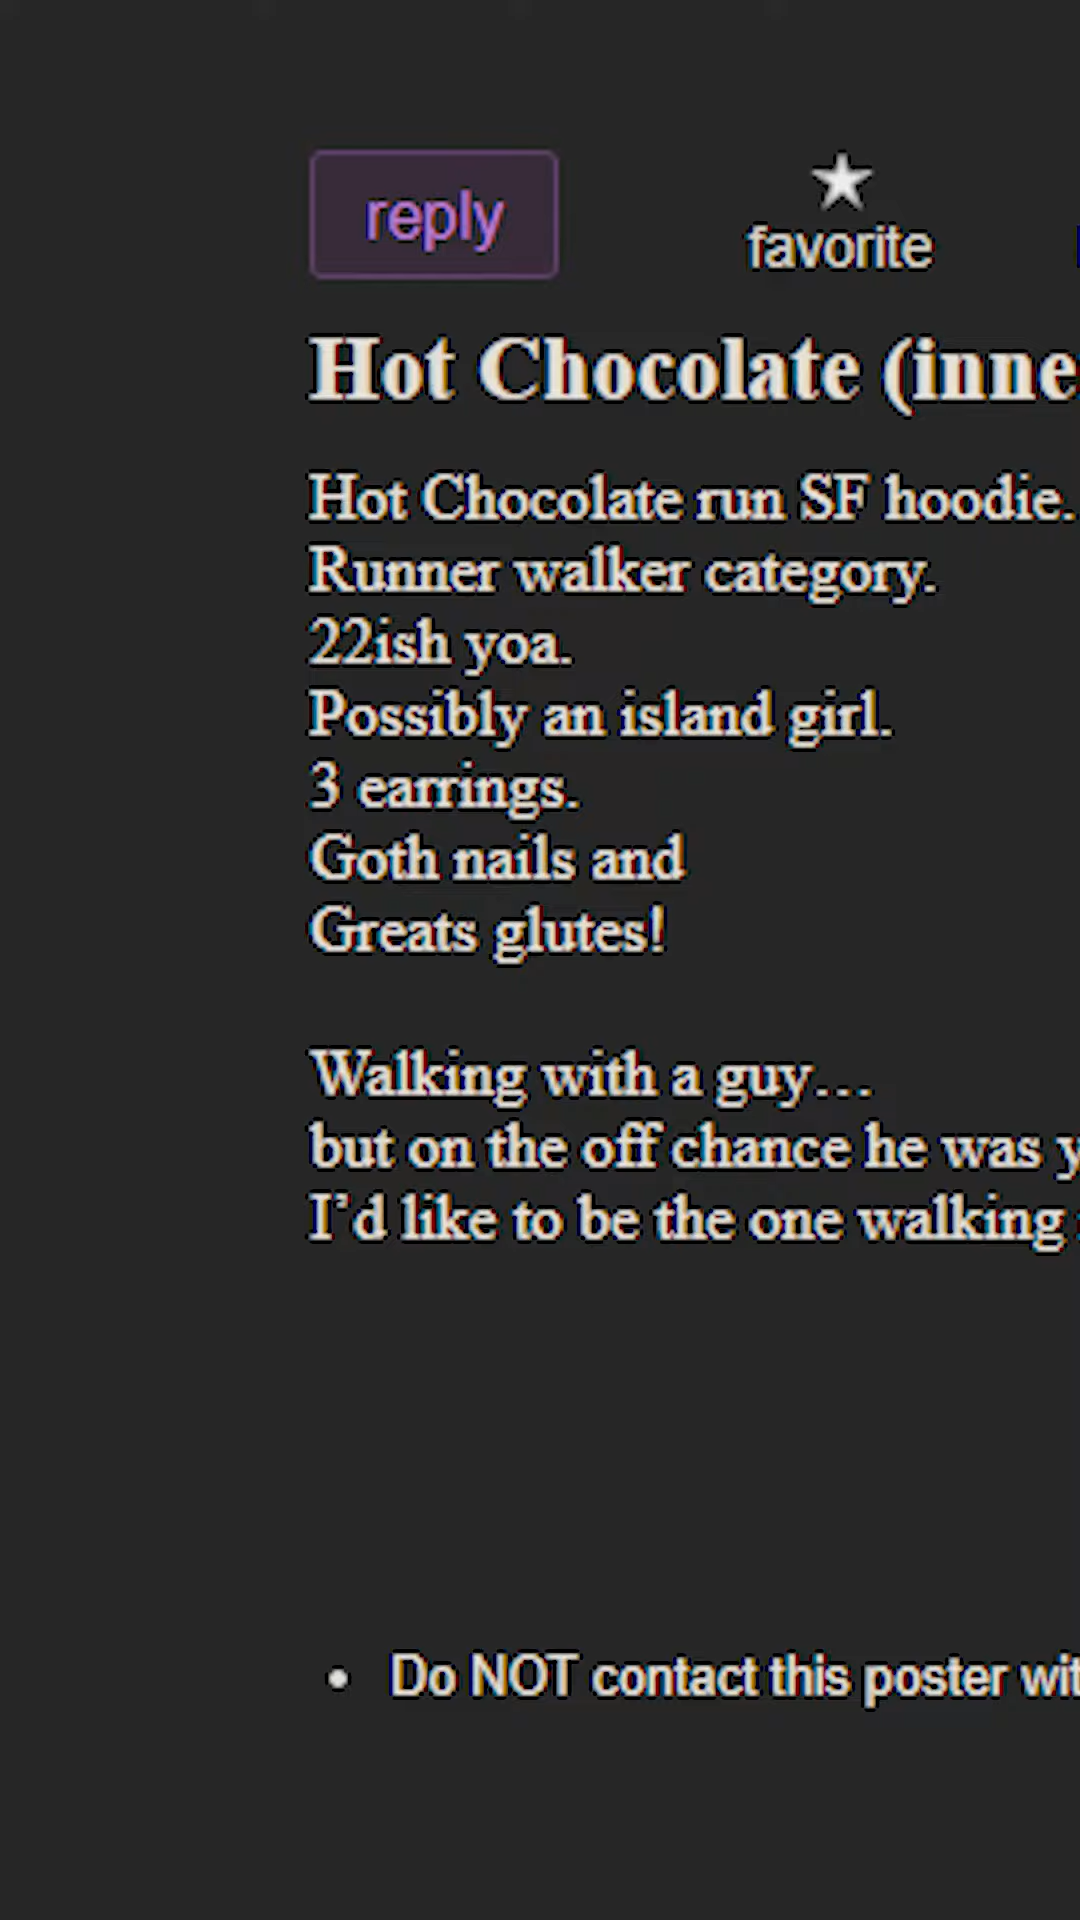 reply
favorite
Hot Chocolate (inne
Hot Chocolate run SF hoodie.
Runner walker category.
22ish yoa.
Possibly an island girl.
3 earrings.
Goth nails and
Greats glutes!
Walking with a guy…
but on the off chance he was y
I’d like to be the one walking
• Do NOT contact this poster wit